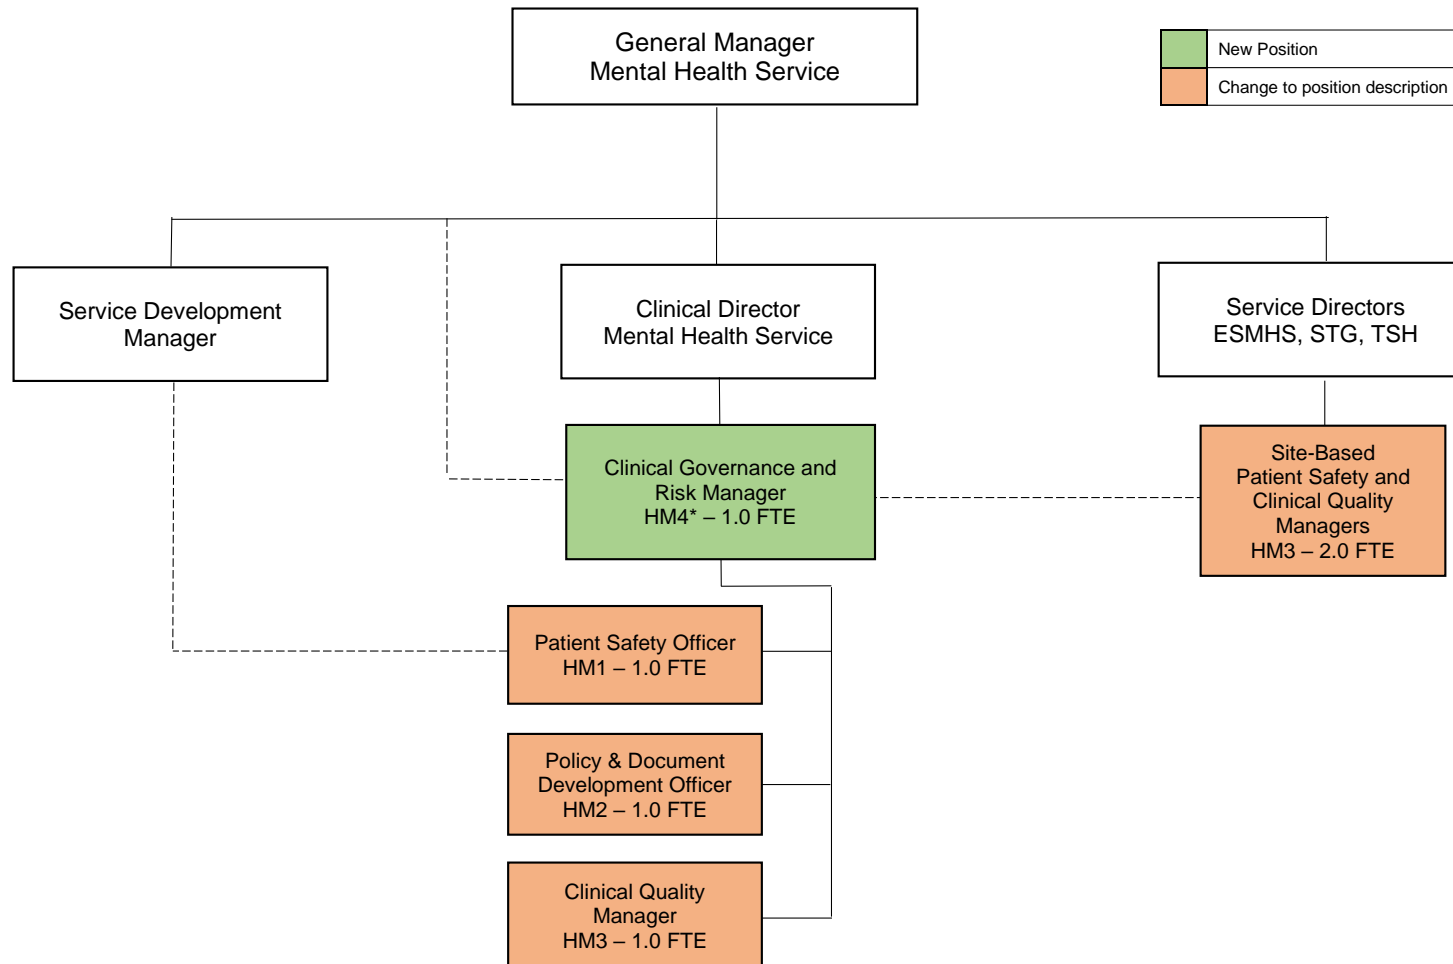 General Manager
Mental Health Service
New Position
Change to position description
Service Development
Manager
Clinical Director
Mental Health Service
Service Directors
ESMHS, STG, TSH
Clinical Governance and
Risk Manager
HM4* – 1.0 FTE
Site-Based
Patient Safety and
Clinical Quality
Managers
HM3 – 2.0 FTE
Patient Safety Officer
HM1 – 1.0 FTE
Policy & Document
Development Officer
HM2 – 1.0 FTE
Clinical Quality
Manager
HM3 – 1.0 FTE